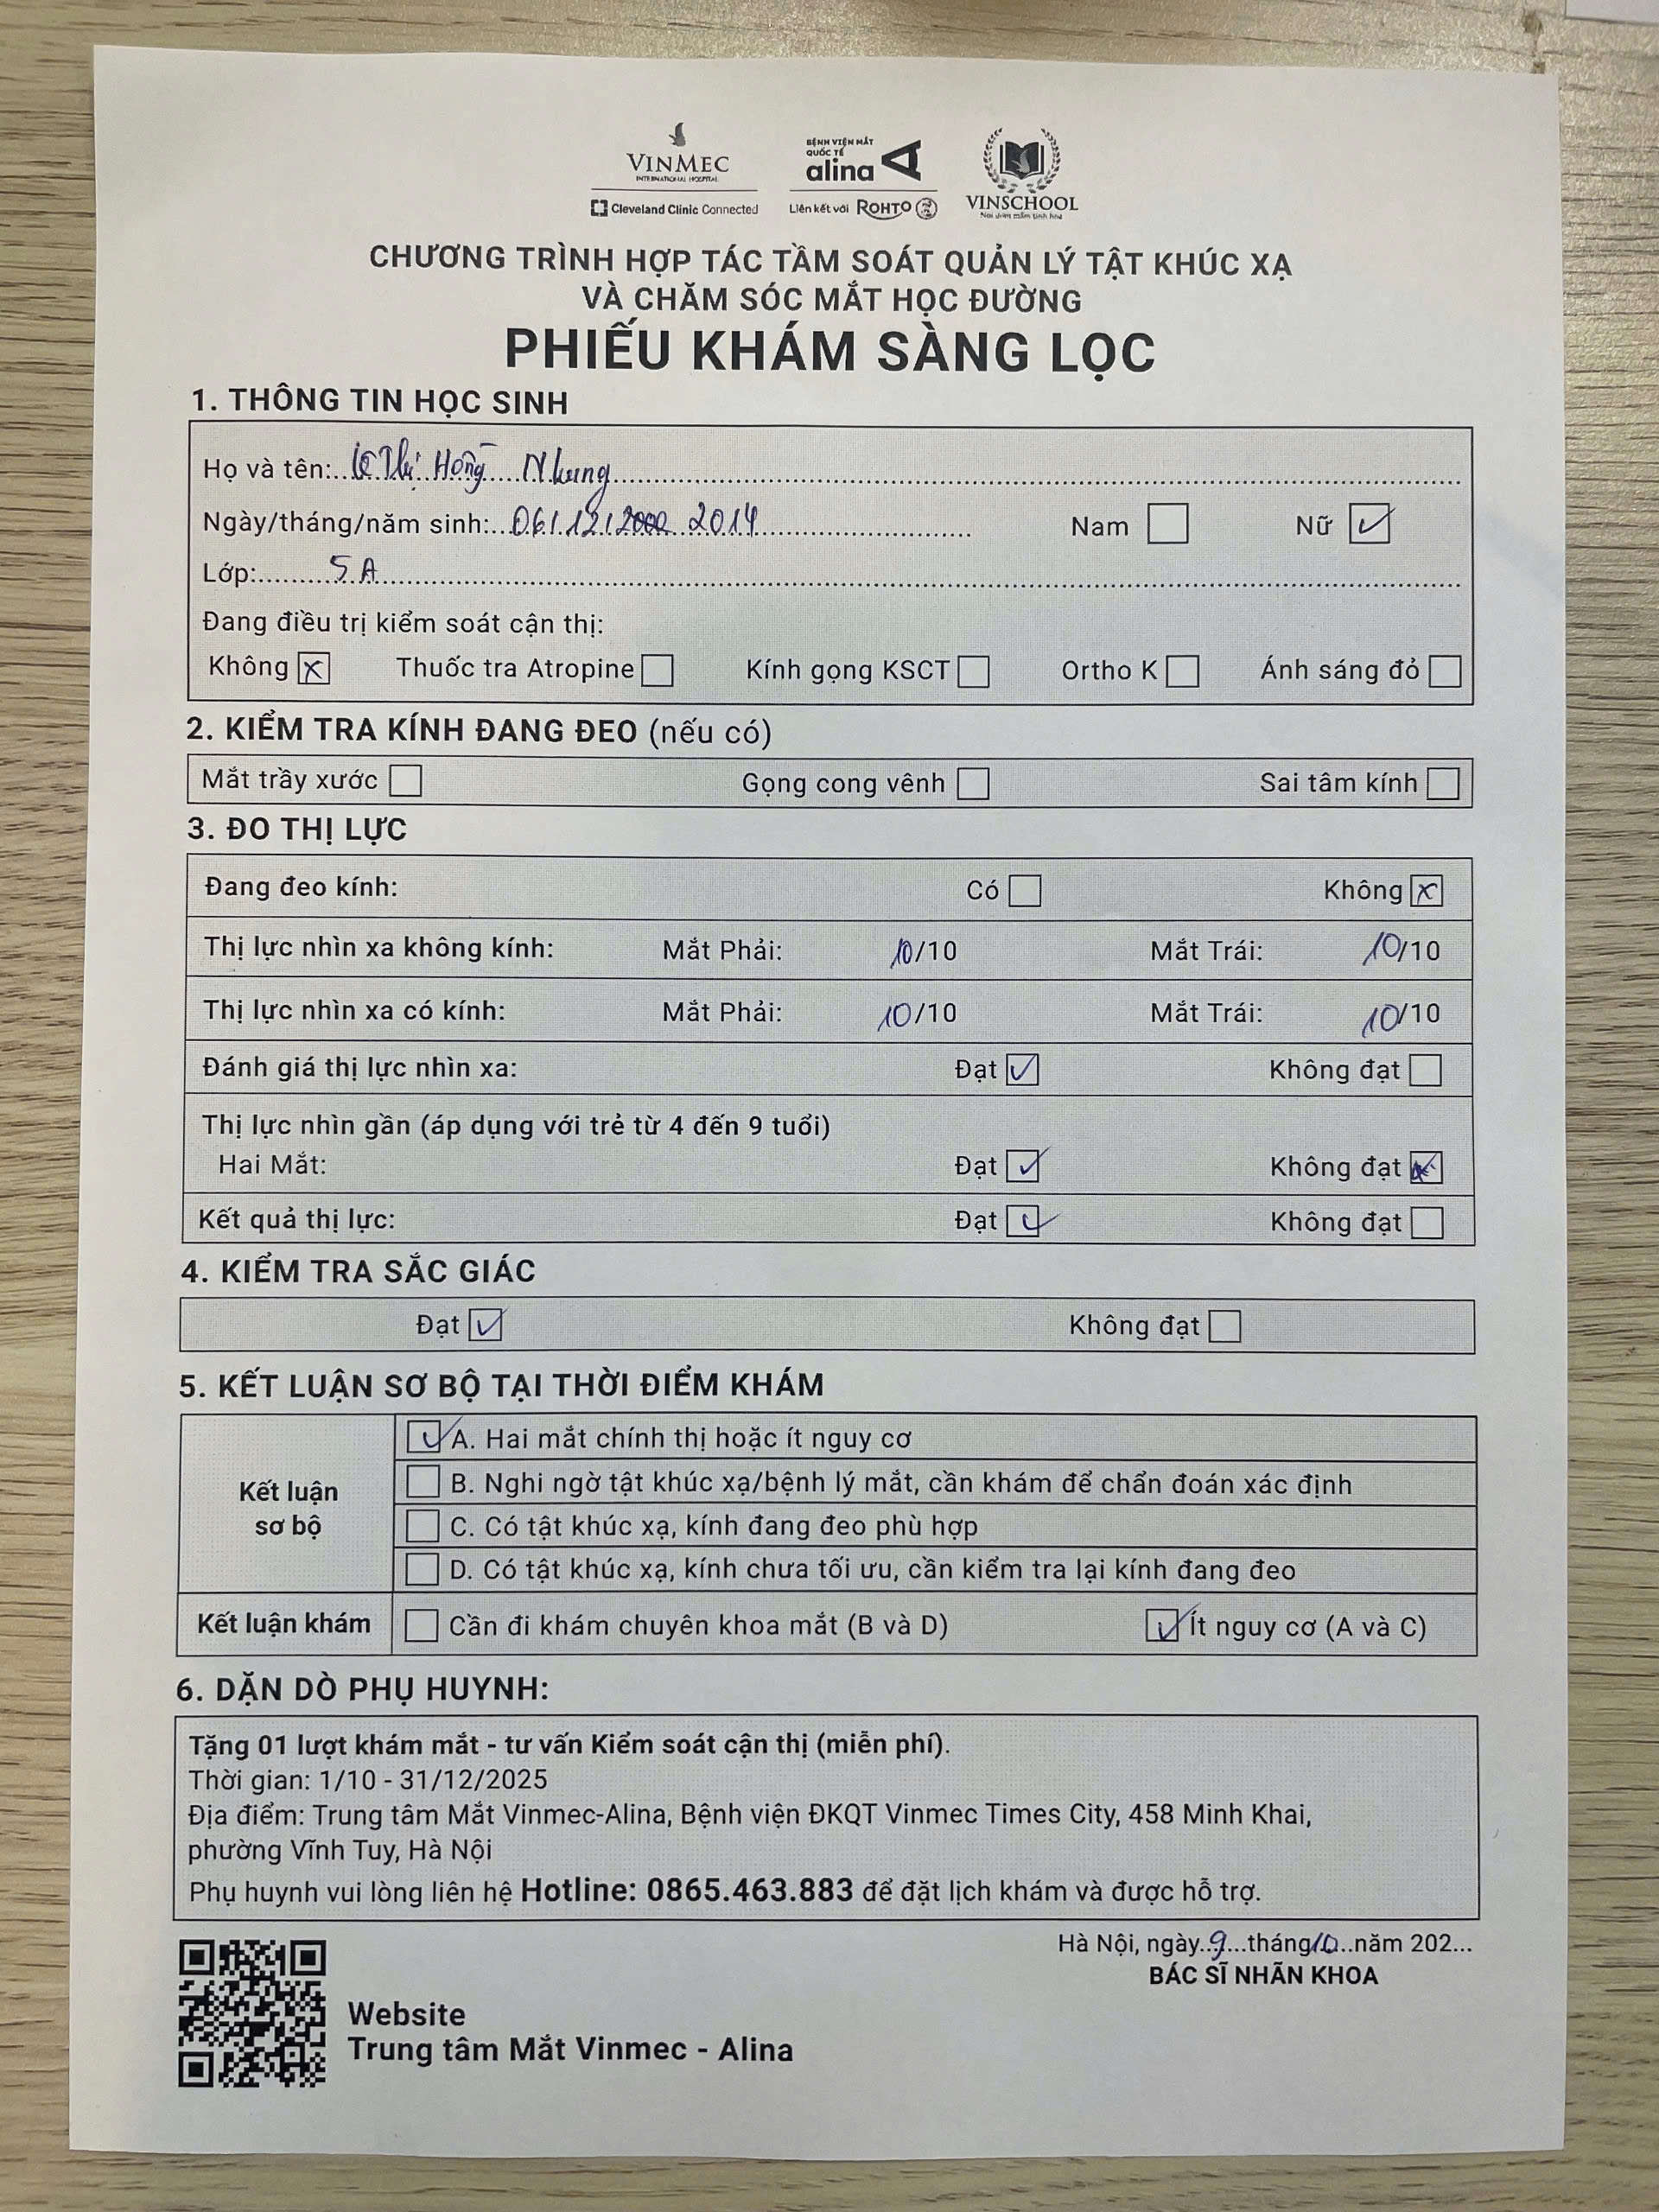 VINMEC
INTERNATIONAL HOSPITAL
Cleveland Clinic Connected
BỆNH VIỆN MẮT
QUỐC TẾ
alina
Liên kết với ROHTO
VINSCHOOL
Nơi ươm mầm tinh hoa
CHƯƠNG TRÌNH HỢP TÁC TẦM SOÁT QUẢN LÝ TẬT KHÚC XẠ
VÀ CHĂM SÓC MẮT HỌC ĐƯỜNG
PHIẾU KHÁM SÀNG LỌC
1. THÔNG TIN HỌC SINH
Họ và tên: Lê Thị Hồng Nhung
Ngày/tháng/năm sinh: 06/12/2000 2014 Nam Nữ ✓
Lớp: 5A
Đang điều trị kiểm soát cận thị:
Không x Thuốc tra Atropine Kính gọng KSCT Ortho K Ánh sáng đỏ
2. KIỂM TRA KÍNH ĐANG ĐEO (nếu có)
Mắt trầy xước Gọng cong vênh Sai tâm kính
3. ĐO THỊ LỰC
Đang đeo kính: Có Không x
Thị lực nhìn xa không kính: Mắt Phải: 10/10 Mắt Trái: 10/10
Thị lực nhìn xa có kính: Mắt Phải: 10/10 Mắt Trái: 10/10
Đánh giá thị lực nhìn xa: Đạt ✓ Không đạt
Thị lực nhìn gần (áp dụng với trẻ từ 4 đến 9 tuổi)
Hai Mắt: Đạt ✓ Không đạt x
Kết quả thị lực: Đạt ✓ Không đạt
4. KIỂM TRA SẮC GIÁC
Đạt ✓ Không đạt
5. KẾT LUẬN SƠ BỘ TẠI THỜI ĐIỂM KHÁM
Kết luận
sơ bộ
✓ A. Hai mắt chính thị hoặc ít nguy cơ
B. Nghi ngờ tật khúc xạ/bệnh lý mắt, cần khám để chẩn đoán xác định
C. Có tật khúc xạ, kính đang đeo phù hợp
D. Có tật khúc xạ, kính chưa tối ưu, cần kiểm tra lại kính đang đeo
Kết luận khám Cần đi khám chuyên khoa mắt (B và D) ✓ Ít nguy cơ (A và C)
6. DẶN DÒ PHỤ HUYNH:
Tặng 01 lượt khám mắt - tư vấn Kiểm soát cận thị (miễn phí).
Thời gian: 1/10 - 31/12/2025
Địa điểm: Trung tâm Mắt Vinmec-Alina, Bệnh viện ĐKQT Vinmec Times City, 458 Minh Khai,
phường Vĩnh Tuy, Hà Nội
Phụ huynh vui lòng liên hệ Hotline: 0865.463.883 để đặt lịch khám và được hỗ trợ.
Hà Nội, ngày 9 tháng 10 năm 202...
BÁC SĨ NHÃN KHOA
Website
Trung tâm Mắt Vinmec - Alina